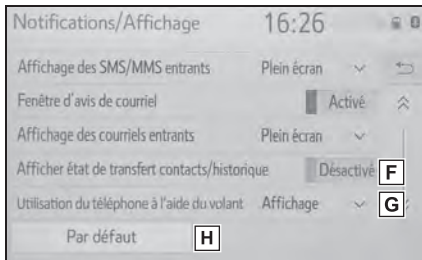 Notifications/Affichage 16:26
Affichage des SMS/MMS entrants Plein écran
Fenêtre d'avis de courriel Activé
Affichage des courriels entrants Plein écran
Afficher état de transfert contacts/historique Désactivé F
Utilisation du téléphone à l'aide du volant Affichage G
Par défaut H